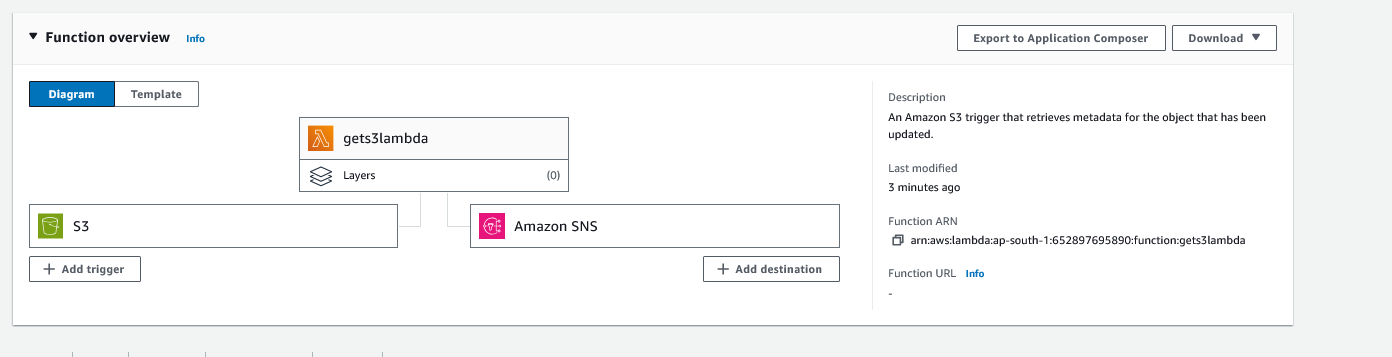 Function overview Info
Export to Application Composer
Download
Diagram
Template
gets3lambda
Layers (0)
S3
Amazon SNS
+ Add trigger
+ Add destination
Description
An Amazon S3 trigger that retrieves metadata for the object that has been
updated.
Last modified
3 minutes ago
Function ARN
arn:aws:lambda:ap-south-1:652897695890:function:gets3lambda
Function URL Info
-